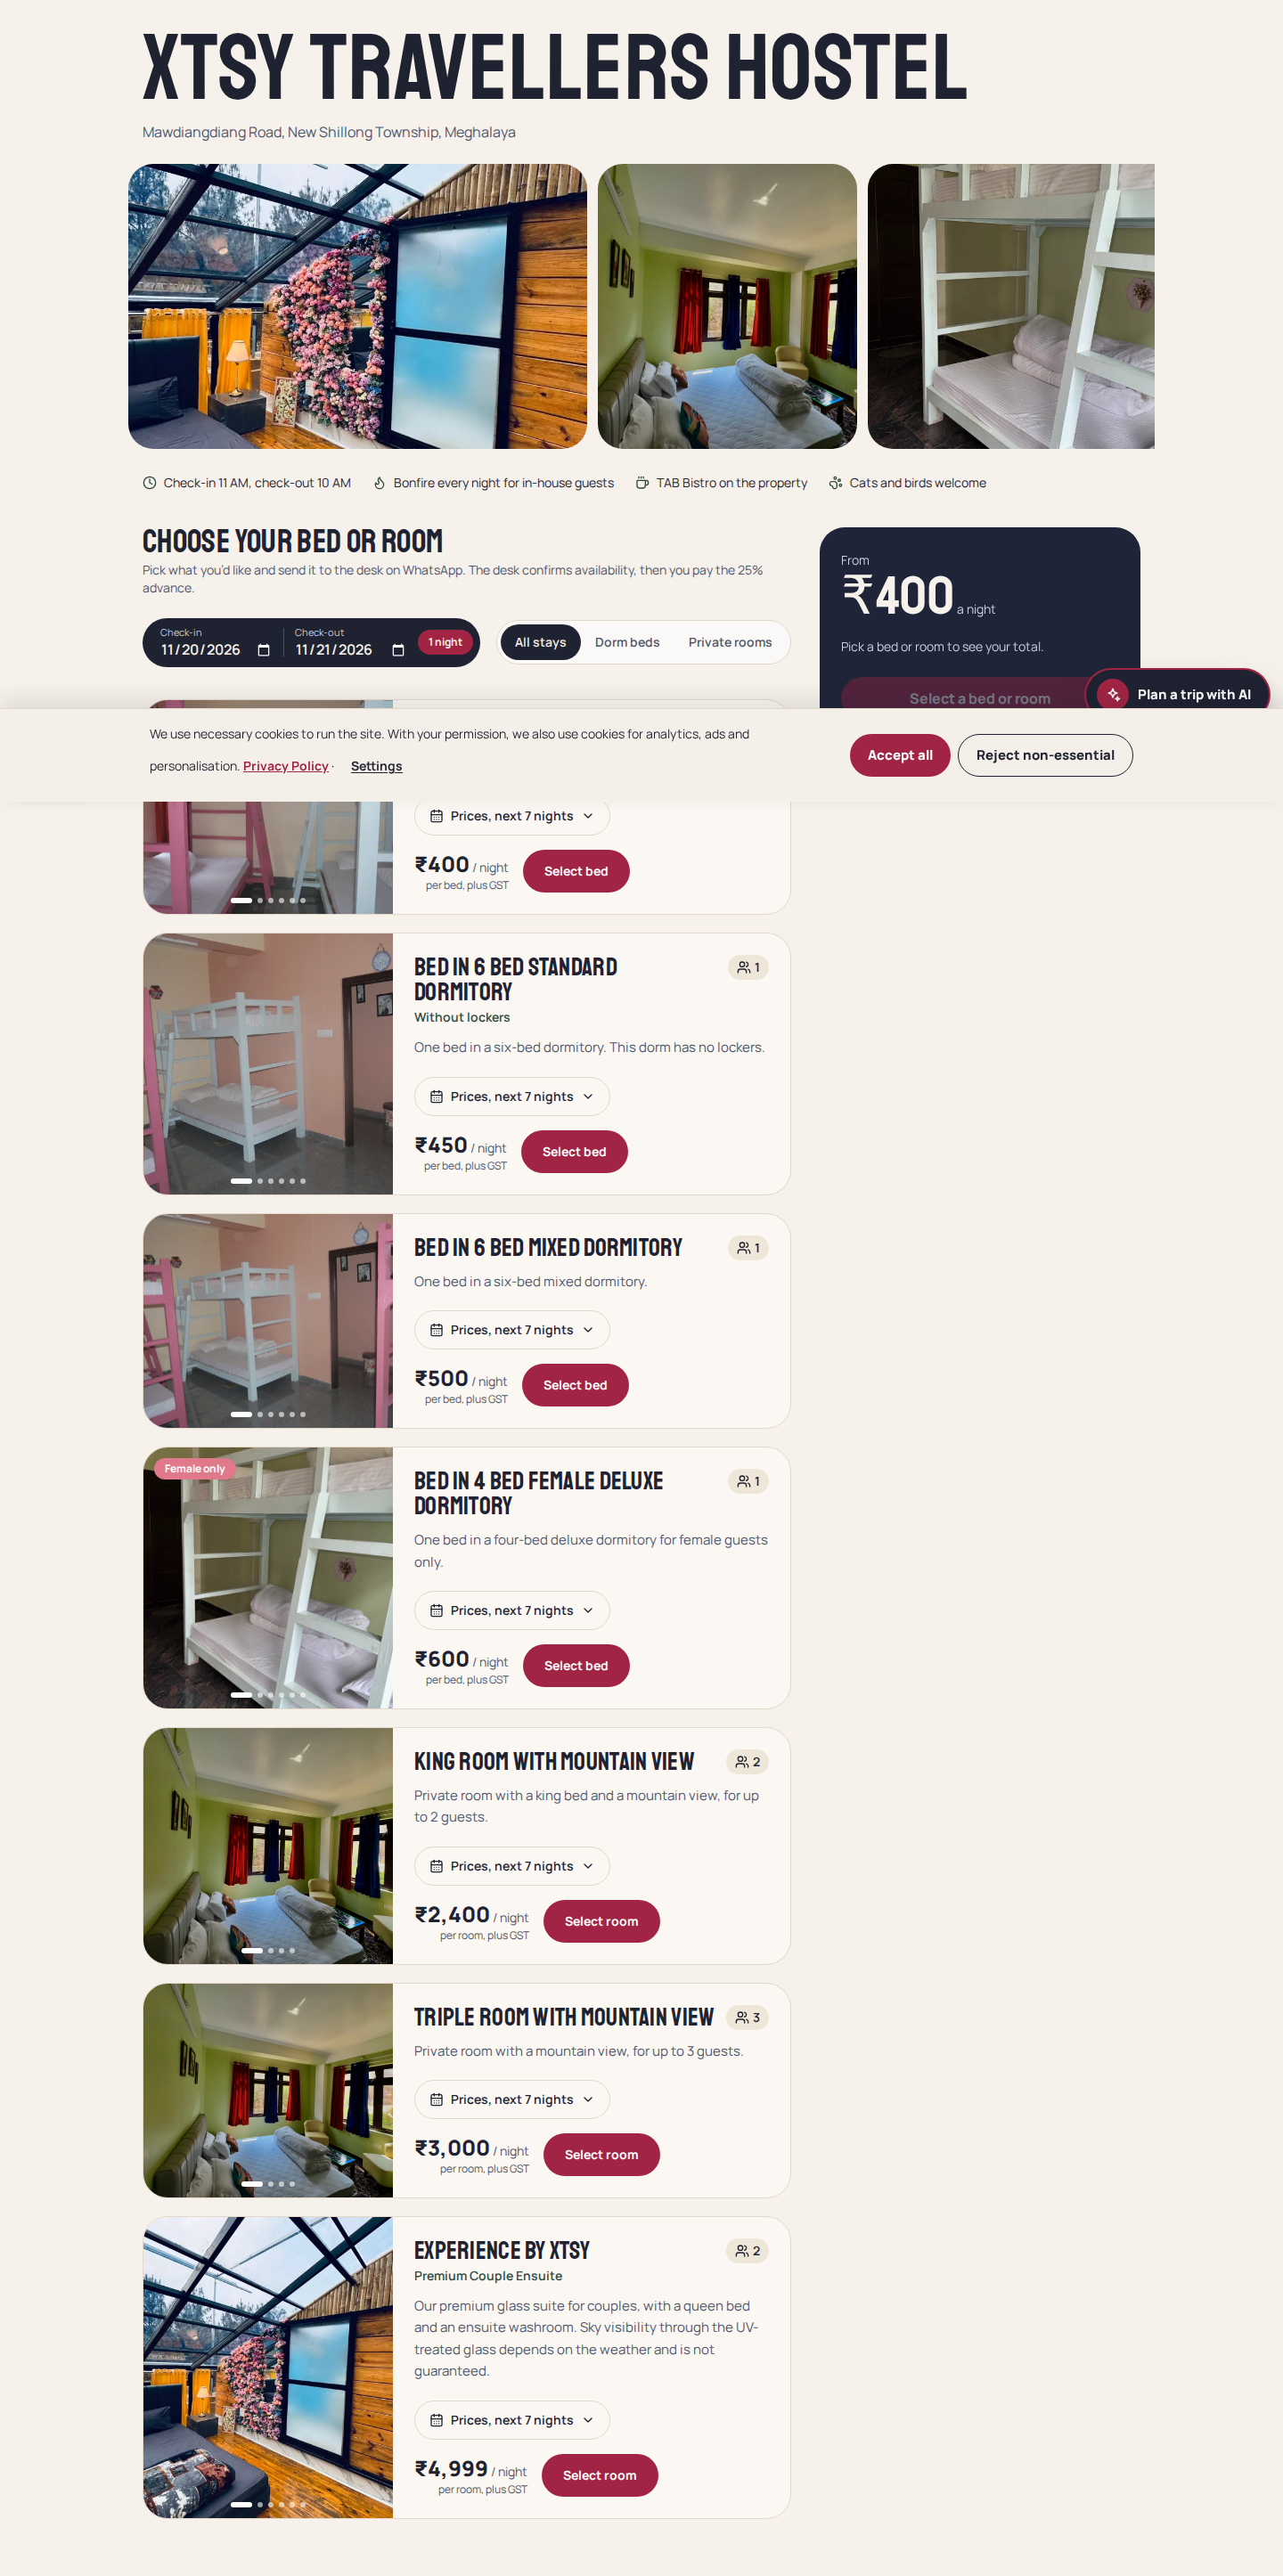 XTSY TRAVELLERS HOSTEL
Mawdiangdiang Road, New Shillong Township, Meghalaya
Check-in 11 AM, check-out 10 AM
Bonfire every night for in-house guests
TAB Bistro on the property
Cats and birds welcome
CHOOSE YOUR BED OR ROOM
Pick what you'd like and send it to the desk on WhatsApp. The desk confirms availability, then you pay the 25%
advance.
Check-in
11/20/2026
Check-out
11/21/2026
1 night
All stays
Dorm beds
Private rooms
From
₹400 a night
Pick a bed or room to see your total.
Select a bed or room
Plan a trip with AI
We use necessary cookies to run the site. With your permission, we also use cookies for analytics, ads and
personalisation. Privacy Policy · Settings
Accept all
Reject non-essential
Prices, next 7 nights
₹400 / night
per bed, plus GST
Select bed
BED IN 6 BED STANDARD
DORMITORY
1
Without lockers
One bed in a six-bed dormitory. This dorm has no lockers.
Prices, next 7 nights
₹450 / night
per bed, plus GST
Select bed
BED IN 6 BED MIXED DORMITORY
1
One bed in a six-bed mixed dormitory.
Prices, next 7 nights
₹500 / night
per bed, plus GST
Select bed
Female only
BED IN 4 BED FEMALE DELUXE
DORMITORY
1
One bed in a four-bed deluxe dormitory for female guests
only.
Prices, next 7 nights
₹600 / night
per bed, plus GST
Select bed
KING ROOM WITH MOUNTAIN VIEW
2
Private room with a king bed and a mountain view, for up
to 2 guests.
Prices, next 7 nights
₹2,400 / night
per room, plus GST
Select room
TRIPLE ROOM WITH MOUNTAIN VIEW
3
Private room with a mountain view, for up to 3 guests.
Prices, next 7 nights
₹3,000 / night
per room, plus GST
Select room
EXPERIENCE BY XTSY
2
Premium Couple Ensuite
Our premium glass suite for couples, with a queen bed
and an ensuite washroom. Sky visibility through the UV-
treated glass depends on the weather and is not
guaranteed.
Prices, next 7 nights
₹4,999 / night
per room, plus GST
Select room